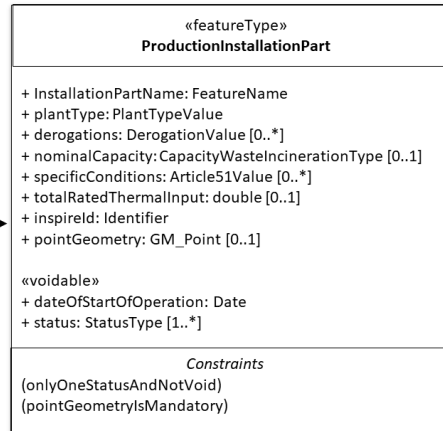 «featureType»
ProductionInstallationPart
+ InstallationPartName: FeatureName
+ plantType: PlantTypeValue
+ derogations: DerogationValue [0..*]
+ nominalCapacity: CapacityWasteIncinerationType [0..1]
+ specificConditions: Article51Value [0..*]
+ totalRatedThermalInput: double [0..1]
+ inspireId: Identifier
+ pointGeometry: GM_Point [0..1]
«voidable»
+ dateOfStartOfOperation: Date
+ status: StatusType [1..*]
Constraints
(onlyOneStatusAndNotVoid)
(pointGeometryIsMandatory)